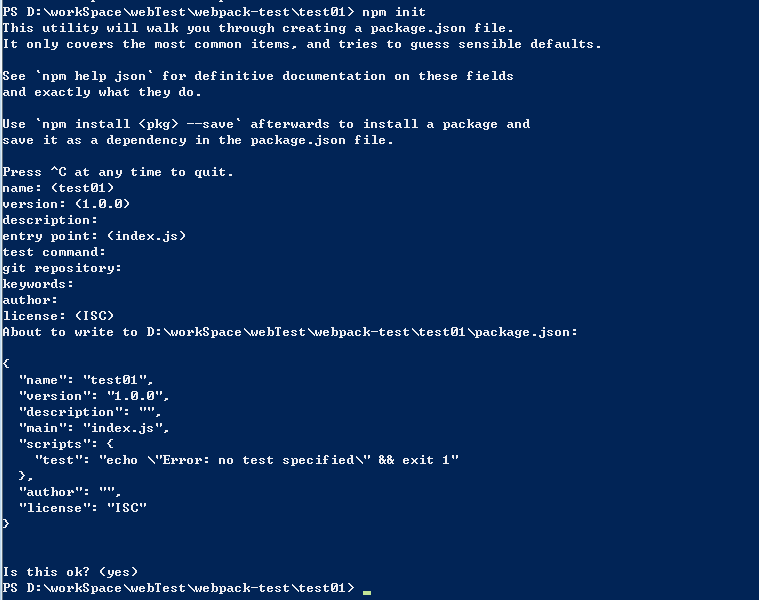 PS D:\workSpace\webTest\webpack-test\test01> npm init
This utility will walk you through creating a package.json file.
It only covers the most common items, and tries to guess sensible defaults.
See `npm help json` for definitive documentation on these fields
and exactly what they do.
Use `npm install <pkg> --save` afterwards to install a package and
save it as a dependency in the package.json file.
Press ^C at any time to quit.
name: (test01)
version: (1.0.0)
description:
entry point: (index.js)
test command:
git repository:
keywords:
author:
license: (ISC)
About to write to D:\workSpace\webTest\webpack-test\test01\package.json:
{
  "name": "test01",
  "version": "1.0.0",
  "description": "",
  "main": "index.js",
  "scripts": {
    "test": "echo \"Error: no test specified\" && exit 1"
  },
  "author": "",
  "license": "ISC"
}
Is this ok? (yes)
PS D:\workSpace\webTest\webpack-test\test01>